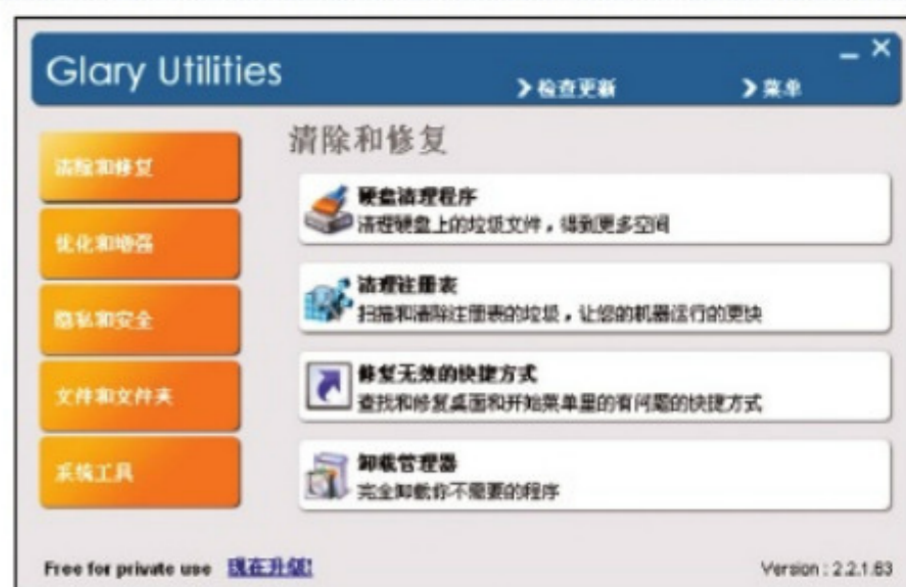 Glary Utilities
检查更新
菜单
清除和修复
优化和增强
隐私和安全
文件和文件夹
系统工具
清除和修复
硬盘清理程序
清理硬盘上的垃圾文件，得到更多空间
清理注册表
扫描和清除注册表的垃圾，让您的机器运行的更快
修复无效的快捷方式
查找和修复桌面和开始菜单里的有问题的快捷方式
卸载管理器
完全卸载你不需要的程序
Free for private use 现在升级!
Version : 2.2.1.63